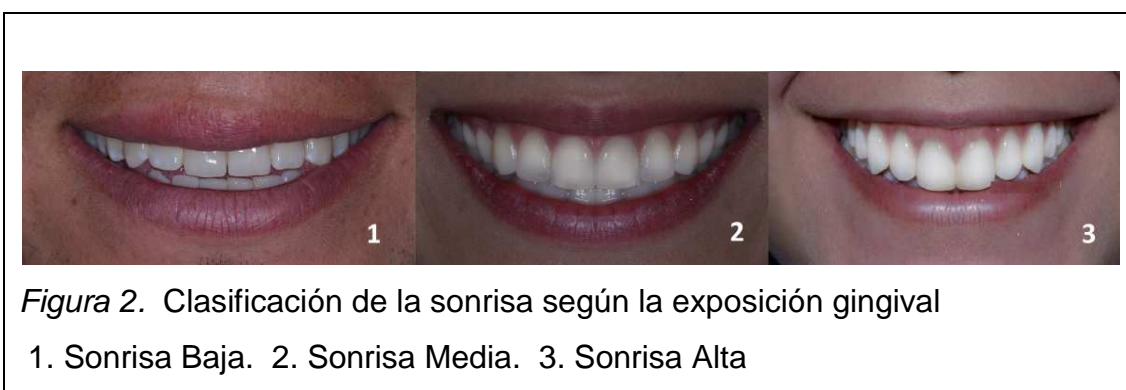 1
2
3
Figura 2. Clasificación de la sonrisa según la exposición gingival
1. Sonrisa Baja. 2. Sonrisa Media. 3. Sonrisa Alta